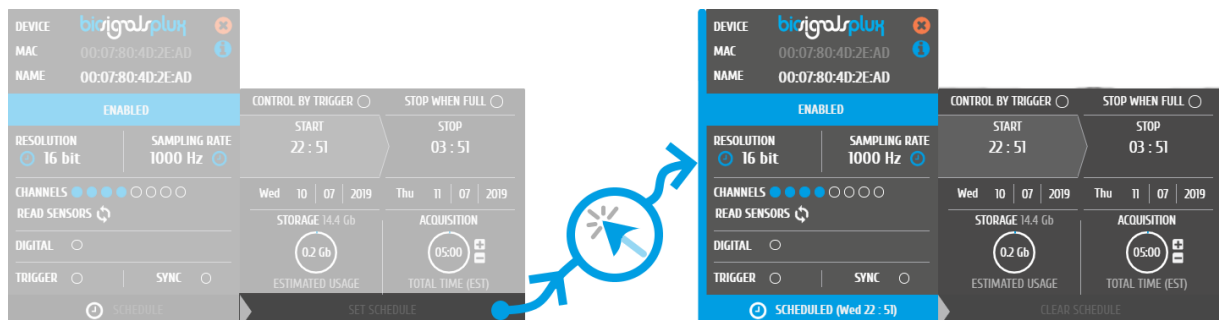 DEVICE biosignalsplux
MAC 00:07:80:4D:2E:AD
NAME 00:07:80:4D:2E:AD
ENABLED
RESOLUTION SAMPLING RATE
16 bit 1000 Hz
CHANNELS
READ SENSORS
DIGITAL
TRIGGER SYNC
SCHEDULE
CONTROL BY TRIGGER STOP WHEN FULL
START STOP
22 : 51 03 : 51
Wed 10 07 2019 Thu 11 07 2019
STORAGE 14.4 Gb ACQUISITION
0.2 Gb 05:00
ESTIMATED USAGE TOTAL TIME (EST)
SET SCHEDULE
DEVICE biosignalsplux
MAC 00:07:80:4D:2E:AD
NAME 00:07:80:4D:2E:AD
ENABLED
RESOLUTION SAMPLING RATE
16 bit 1000 Hz
CHANNELS
READ SENSORS
DIGITAL
TRIGGER SYNC
SCHEDULED (Wed 22 : 51)
CONTROL BY TRIGGER STOP WHEN FULL
START STOP
22 : 51 03 : 51
Wed 10 07 2019 Thu 11 07 2019
STORAGE 14.4 Gb ACQUISITION
0.2 Gb 05:00
ESTIMATED USAGE TOTAL TIME (EST)
CLEAR SCHEDULE